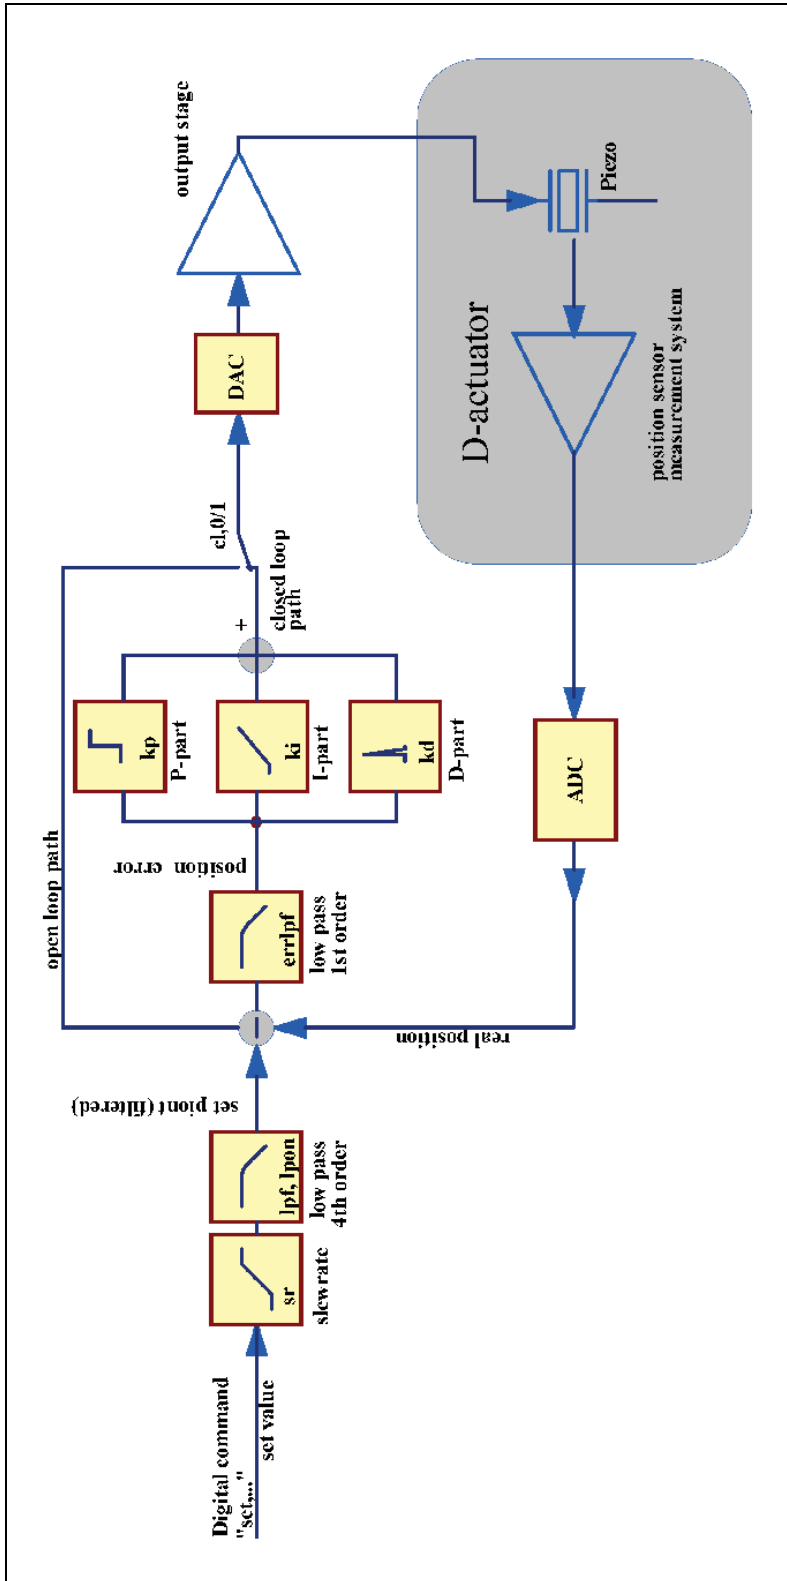 Digital command
"set,..."
set value
sr
slewrate
lpf, lpon
low pass
4th order
set piont (filtered}
real position
open loop path
errlpf
low pass
1st order
position error
kp
P-part
ki
I-part
kd
D-part
+
closed loop
path
cl,0/1
DAC
output stage
ADC
D-actuator
position sensor
measurement system
Piezo